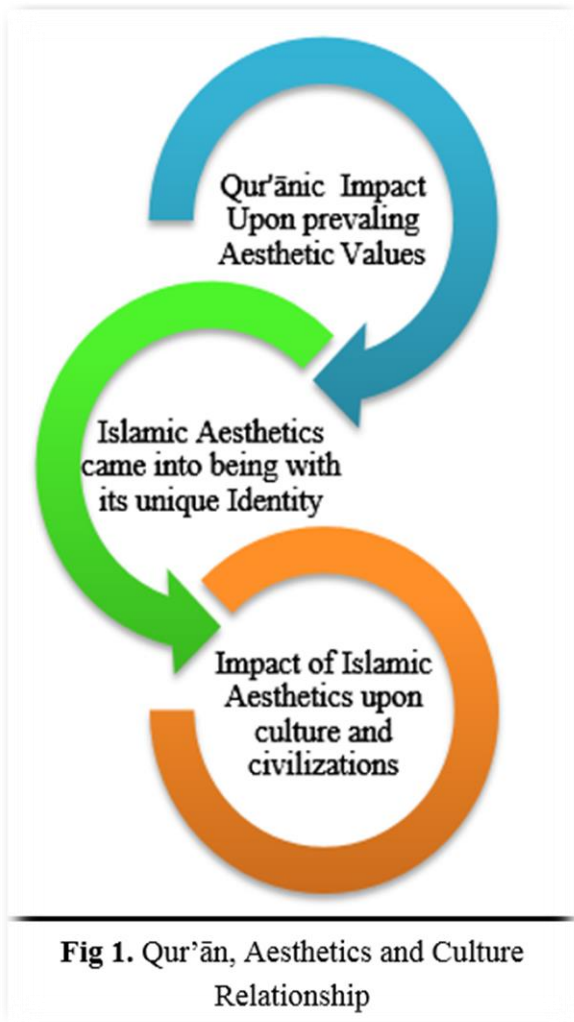 Qur'ānic Impact
Upon prevaling
Aesthetic Values
Islamic Aesthetics
came into being with
its unique Identity
Impact of Islamic
Aesthetics upon
culture and
civilizations
Fig 1. Qur’ān, Aesthetics and Culture
Relationship